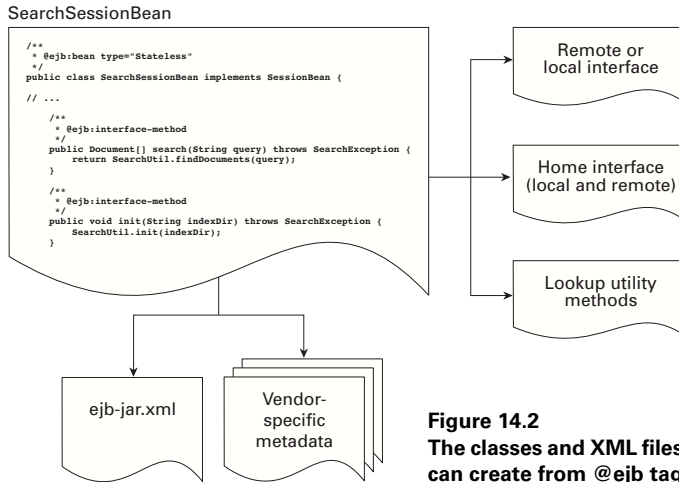 SearchSessionBean
/**
* @ejb:bean type="Stateless"
*/
public class SearchSessionBean implements SessionBean {
// ...
/**
* @ejb:interface-method
*/
public Document[] search(String query) throws SearchException {
return SearchUtil.findDocuments(query);
}
/**
* @ejb:interface-method
*/
public void init(String indexDir) throws SearchException {
SearchUtil.init(indexDir);
}
Remote or
local interface
Home interface
(local and remote)
Lookup utility
methods
ejb-jar.xml
Vendor-
specific
metadata
Figure 14.2
The classes and XML files
can create from @ejb tag